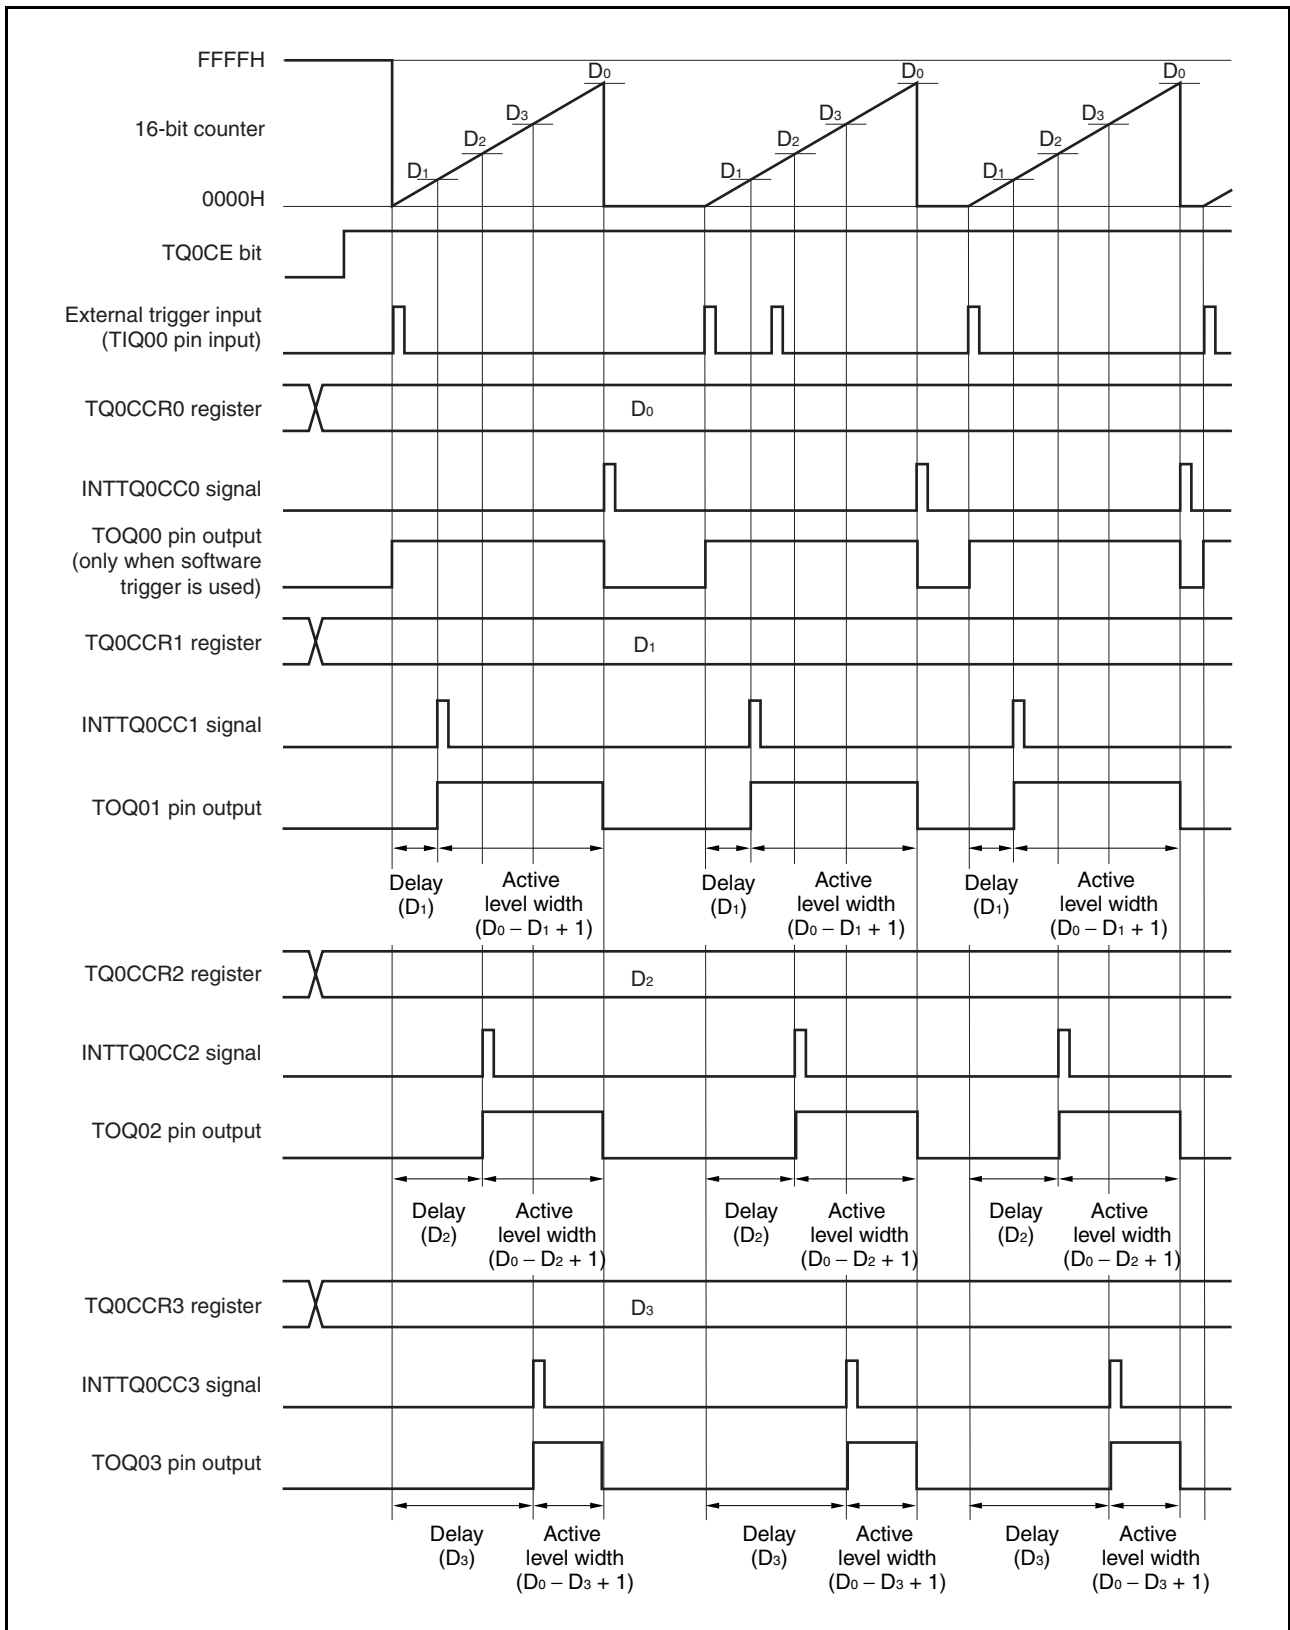 FFFFH
D0 D0 D0
16-bit counter
D3 D3 D3
D2 D2 D2
D1 D1 D1
0000H
TQ0CE bit
External trigger input
(TIQ00 pin input)
TQ0CCR0 register
D0
INTTQ0CC0 signal
TOQ00 pin output
(only when software
trigger is used)
TQ0CCR1 register
D1
INTTQ0CC1 signal
TOQ01 pin output
Delay
(D1)
Active
level width
(D0 – D1 + 1)
Delay
(D1)
Active
level width
(D0 – D1 + 1)
Delay
(D1)
Active
level width
(D0 – D1 + 1)
TQ0CCR2 register
D2
INTTQ0CC2 signal
TOQ02 pin output
Delay
(D2)
Active
level width
(D0 – D2 + 1)
Delay
(D2)
Active
level width
(D0 – D2 + 1)
Delay
(D2)
Active
level width
(D0 – D2 + 1)
TQ0CCR3 register
D3
INTTQ0CC3 signal
TOQ03 pin output
Delay
(D3)
Active
level width
(D0 – D3 + 1)
Delay
(D3)
Active
level width
(D0 – D3 + 1)
Delay
(D3)
Active
level width
(D0 – D3 + 1)